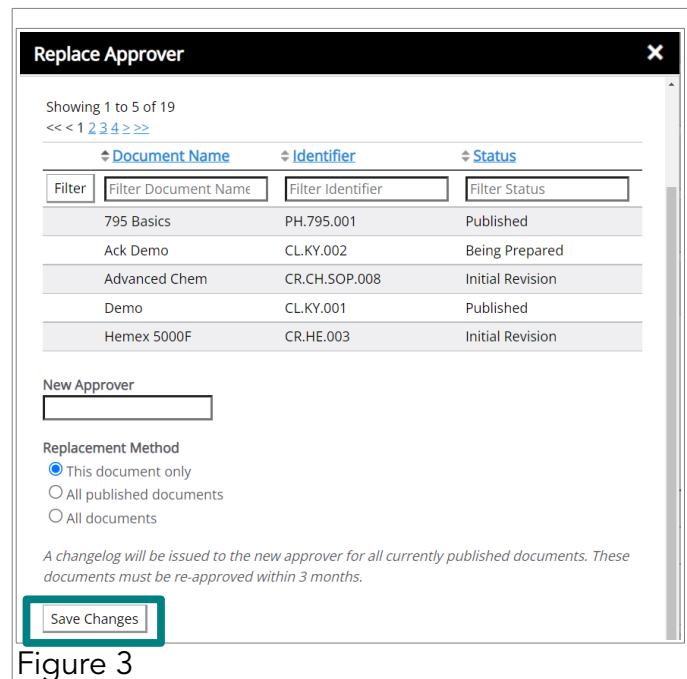 Replace Approver
Showing 1 to 5 of 19
<< < 1 2 3 4 > >>
Document Name Identifier Status
Filter Filter Document Name Filter Identifier Filter Status
795 Basics PH.795.001 Published
Ack Demo CL.KY.002 Being Prepared
Advanced Chem CR.CH.SOP.008 Initial Revision
Demo CL.KY.001 Published
Hemex 5000F CR.HE.003 Initial Revision
New Approver
Replacement Method
This document only
All published documents
All documents
A changelog will be issued to the new approver for all currently published documents. These
documents must be re-approved within 3 months.
Save Changes
Figure 3